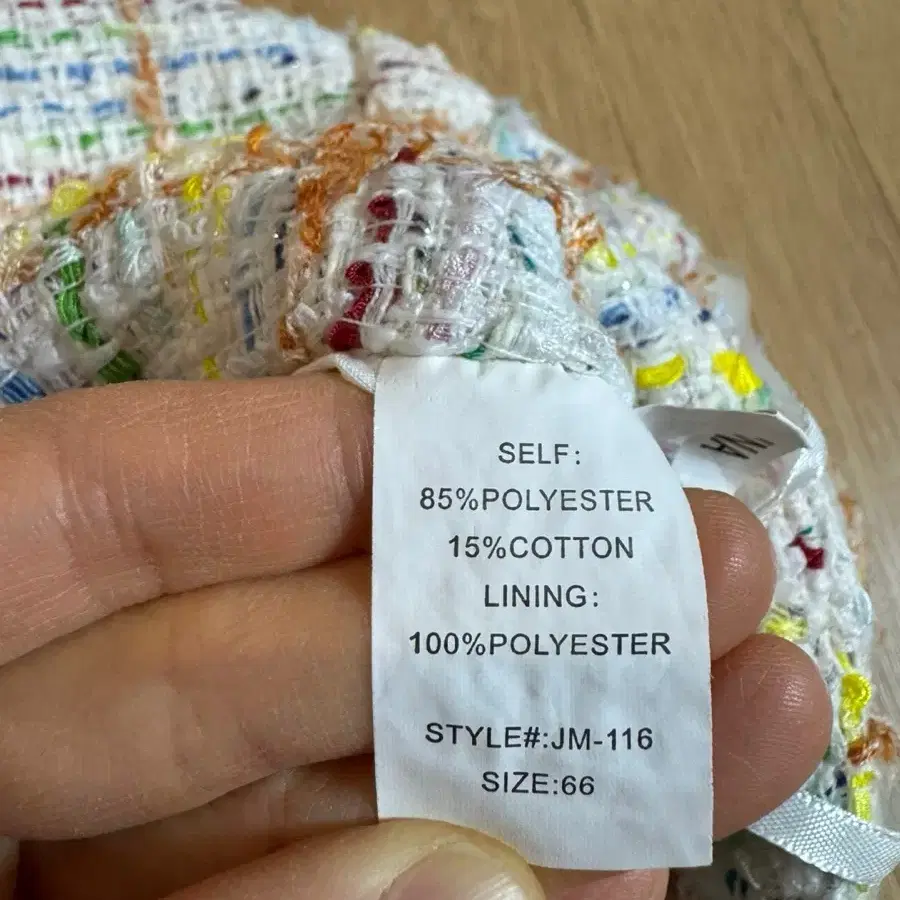 SELF:
85%POLYESTER
15%COTTON
LINING:
100%POLYESTER
STYLE#:JM-116
SIZE:66